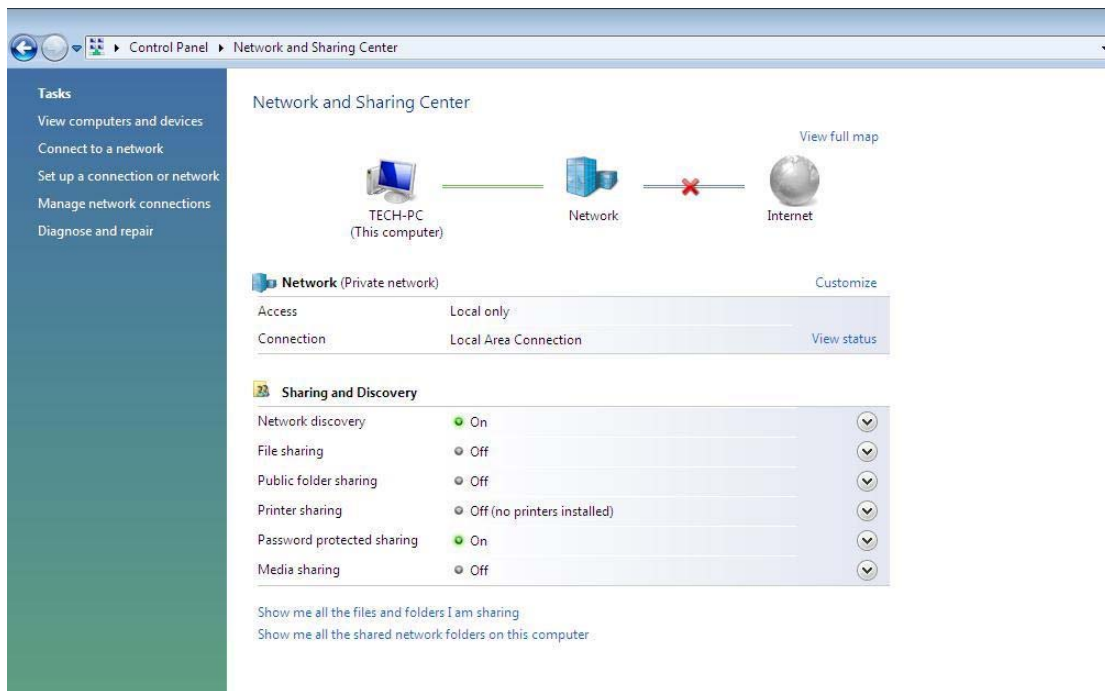 Control Panel Network and Sharing Center
Tasks
View computers and devices
Connect to a network
Set up a connection or network
Manage network connections
Diagnose and repair
Network and Sharing Center
View full map
TECH-PC
(This computer)
Network
Internet
Network (Private network) Customize
Access Local only
Connection Local Area Connection View status
Sharing and Discovery
Network discovery On
File sharing Off
Public folder sharing Off
Printer sharing Off (no printers installed)
Password protected sharing On
Media sharing Off
Show me all the files and folders I am sharing
Show me all the shared network folders on this computer